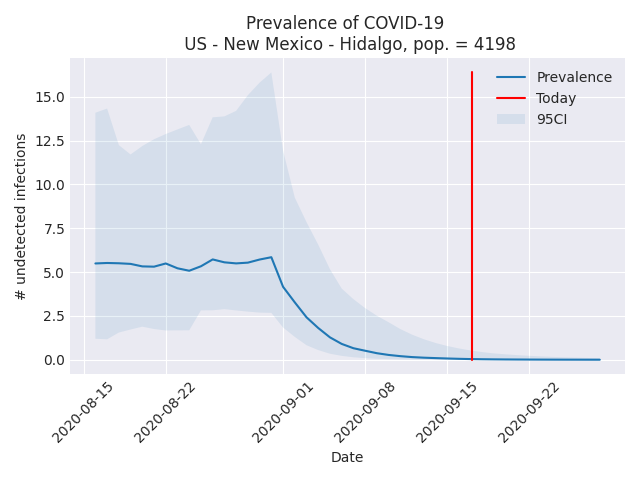 Prevalence of COVID-19
US - New Mexico - Hidalgo, pop. = 4198
Prevalence
Today
95CI
15.0
12.5
10.0
7.5
5.0
2.5
0.0
# undetected infections
2020-08-15
2020-08-22
2020-09-01
2020-09-08
2020-09-15
2020-09-22
Date